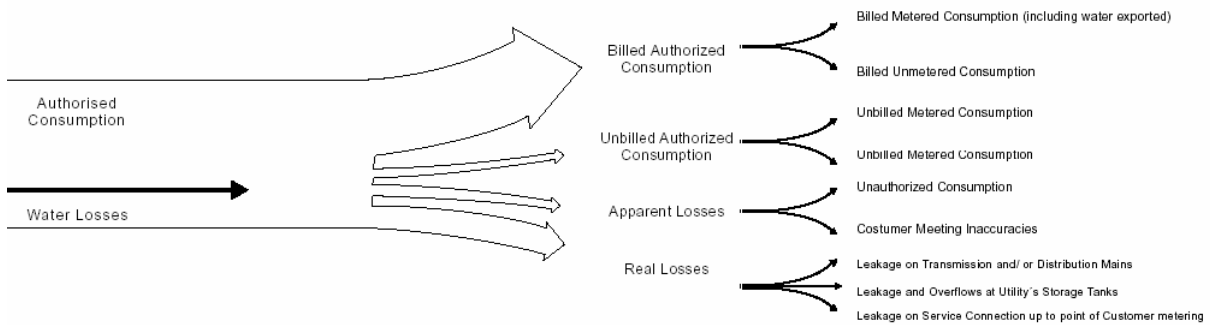 Authorised
Consumption
Water Losses
Billed Authorized
Consumption
Billed Metered Consumption (including water exported)
Billed Unmetered Consumption
Unbilled Authorized
Consumption
Unbilled Metered Consumption
Unbilled Metered Consumption
Apparent Losses
Unauthorized Consumption
Costumer Meeting Inaccuracies
Real Losses
Leakage on Transmission and/ or Distribution Mains
Leakage and Overflows at Utility´s Storage Tanks
Leakage on Service Connection up to point of Customer metering